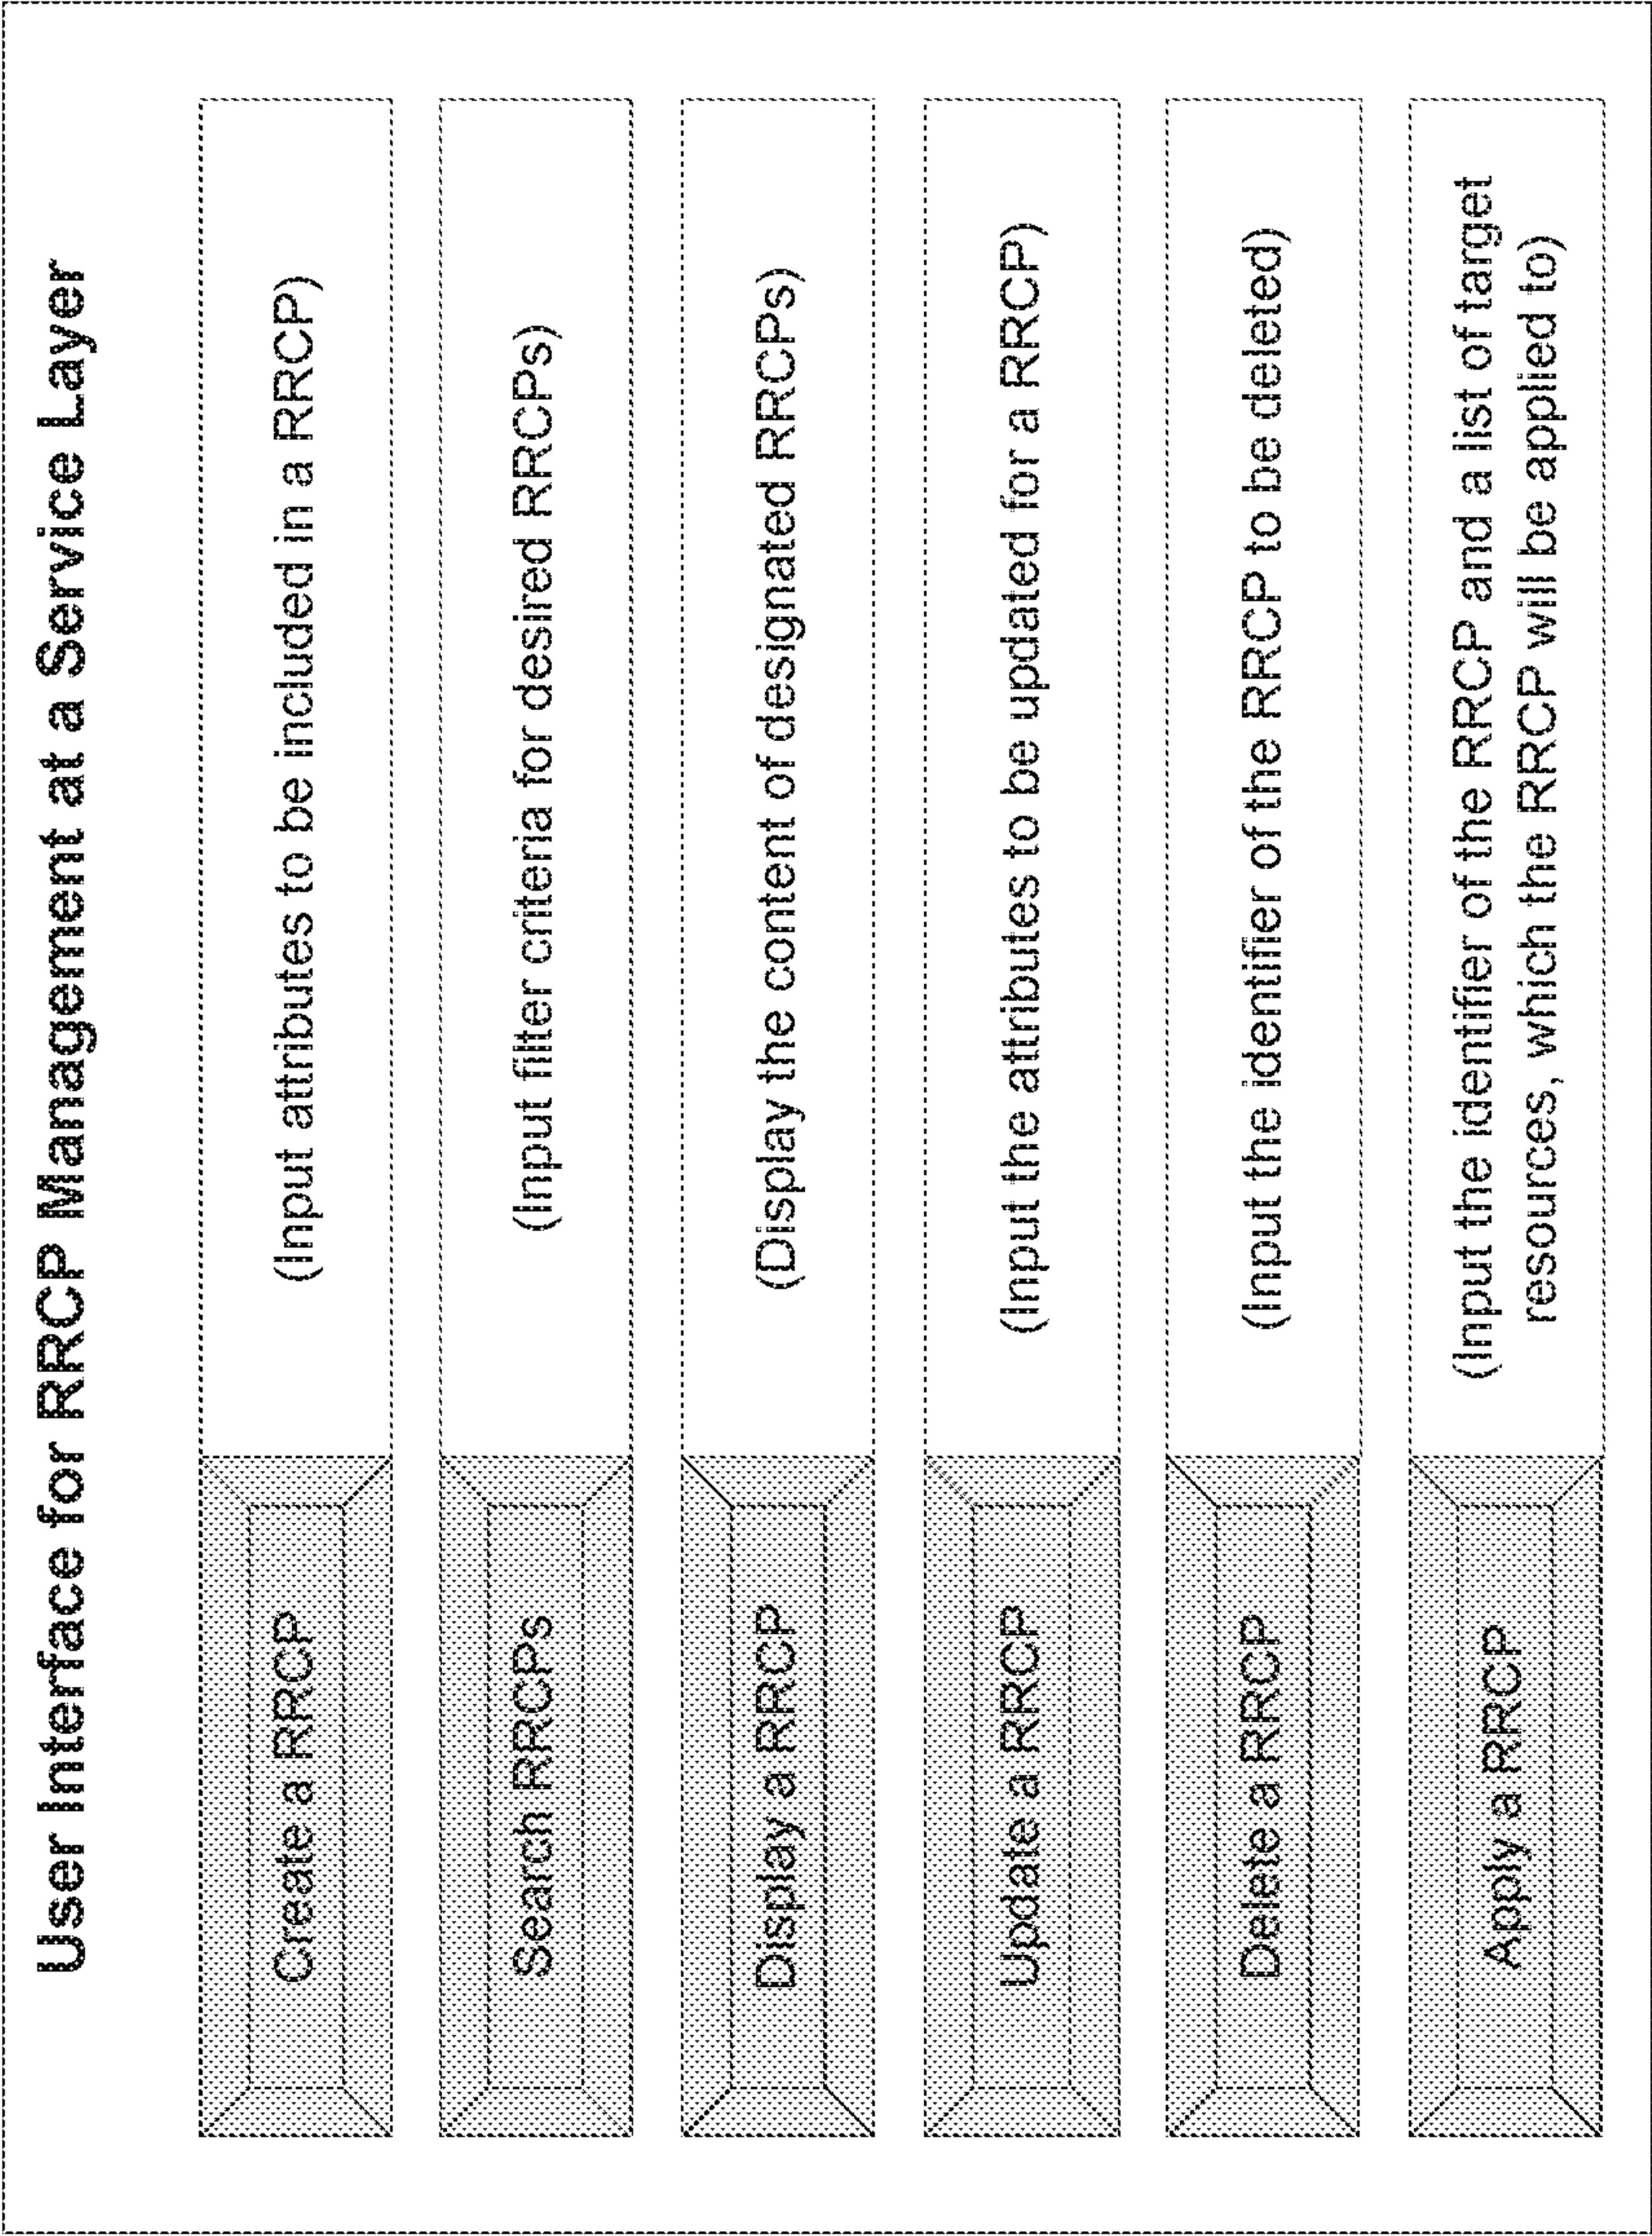 User Interface for RRCP Management at a Service Layer
Create a RRCP
(Input attributes to be included in a RRCP)
Search RRCPs
(Input filter criteria for desired RRCPs)
Display a RRCP
(Display the content of designated RRCPs)
Update a RRCP
(Input the attributes to be updated for a RRCP)
Delete a RRCP
(Input the identifier of the RRCP to be deleted)
Apply a RRCP
(Input the identifier of the RRCP and a list of target
resources, which the RRCP will be applied to)